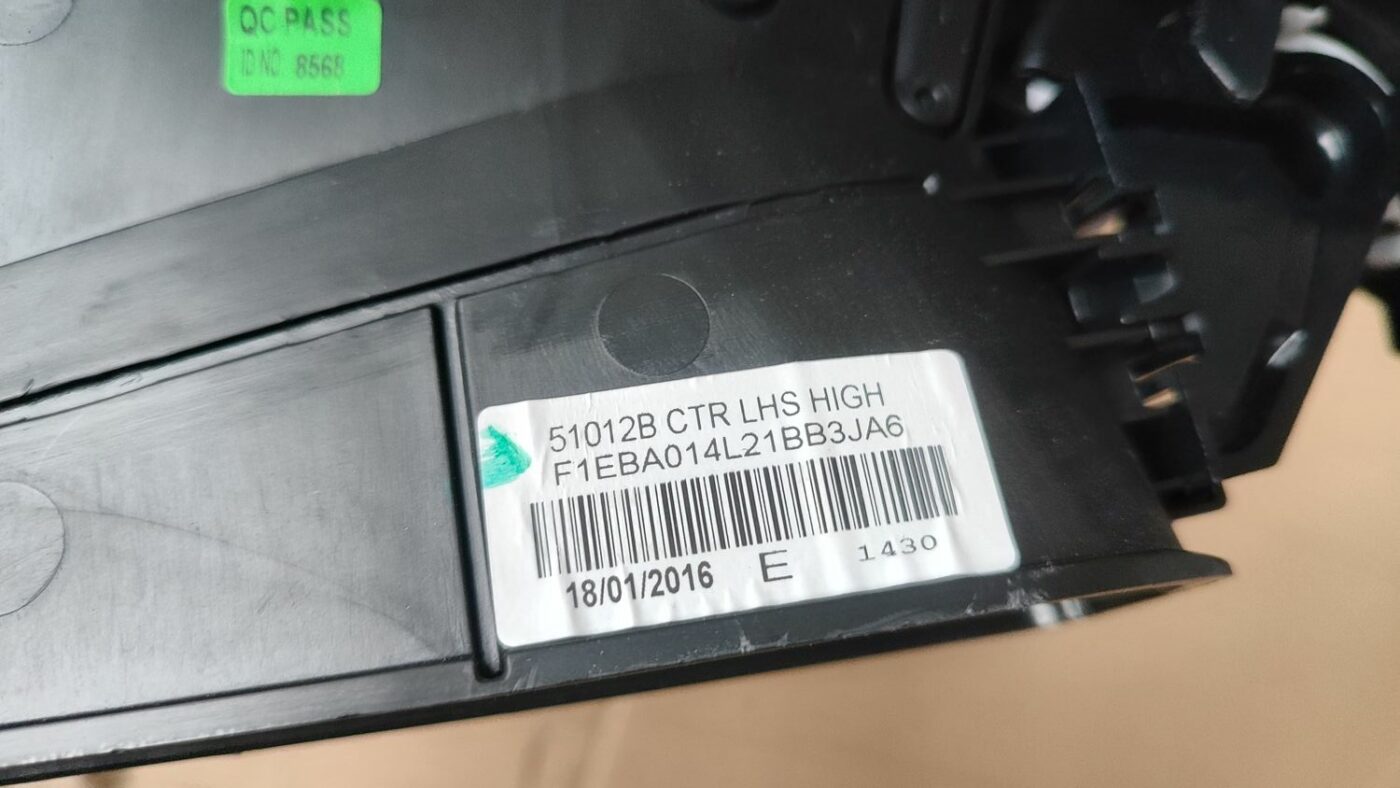 QC PASS
ID NO. 8568
51012B CTR LHS HIGH
F1EBA014L21BB3JA6
18/01/2016 E 1430